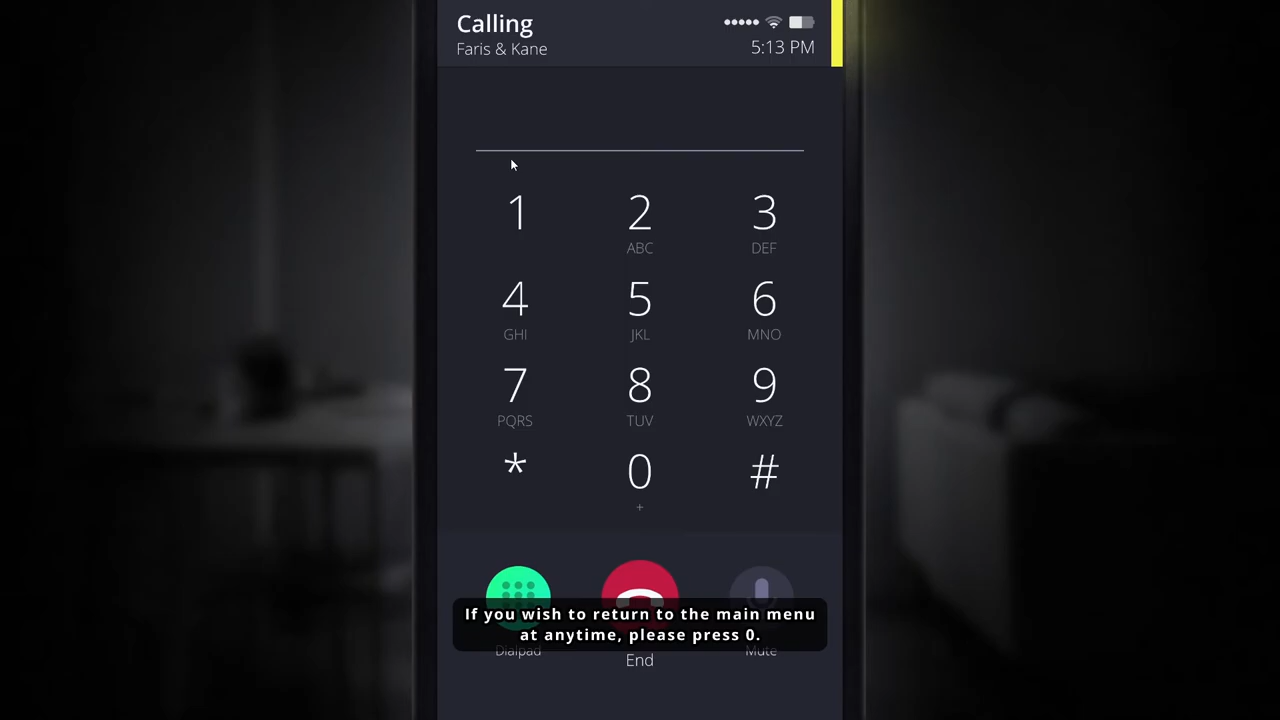 Calling
Faris & Kane
5:13 PM
1
2
3
ABC
DEF
4
5
6
GHI
JKL
MNO
7
8
9
PQRS
TUV
WXYZ
*
0
#
+
If you wish to return to the main menu
at anytime, please press 0.
Dialpad
End
Mute